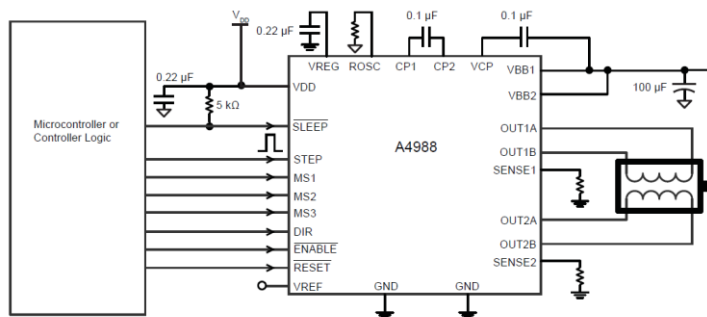 V_DD
0.22 µF
0.1 µF
0.1 µF
0.22 µF
5 kΩ
100 µF
Microcontroller or
Controller Logic
VREG
ROSC
CP1
CP2
VCP
VDD
SLEEP
STEP
MS1
MS2
MS3
DIR
ENABLE
RESET
VREF
A4988
GND
GND
VBB1
VBB2
OUT1A
OUT1B
SENSE1
OUT2A
OUT2B
SENSE2